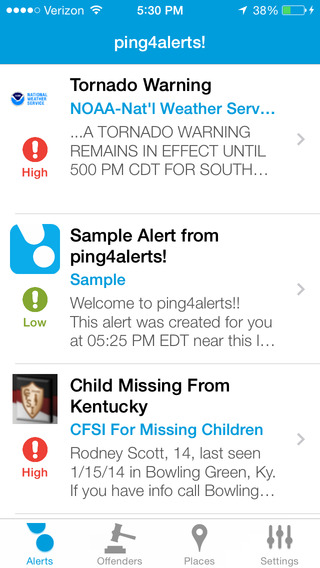 Verizon 5:30 PM 38%
ping4alerts!
Tornado Warning
NATIONAL
WEATHER
SERVICE
NOAA-Nat'l Weather Serv…
...A TORNADO WARNING
REMAINS IN EFFECT UNTIL
500 PM CDT FOR SOUTH…
High
Sample Alert from
ping4alerts!
Sample
Welcome to ping4alerts!!
This alert was created for you
at 05:25 PM EDT near this l…
Low
Child Missing From
Kentucky
CFSI For Missing Children
Rodney Scott, 14, last seen
1/15/14 in Bowling Green, Ky.
If you have info call Bowling…
High
Alerts Offenders Places Settings